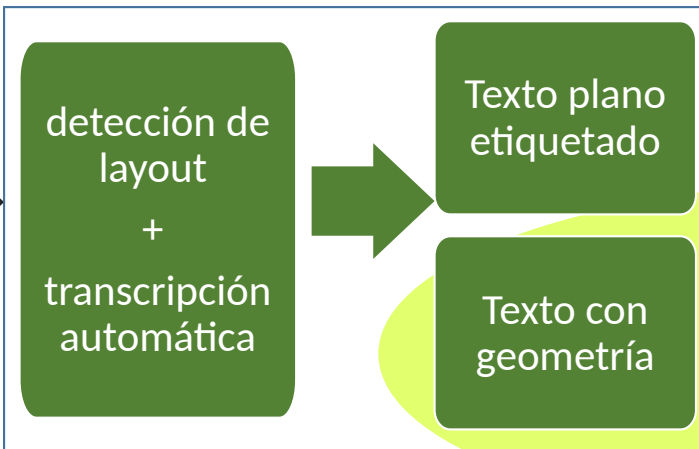 detección de
layout
+
transcripción
automática
Texto plano
etiquetado
Texto con
geometría